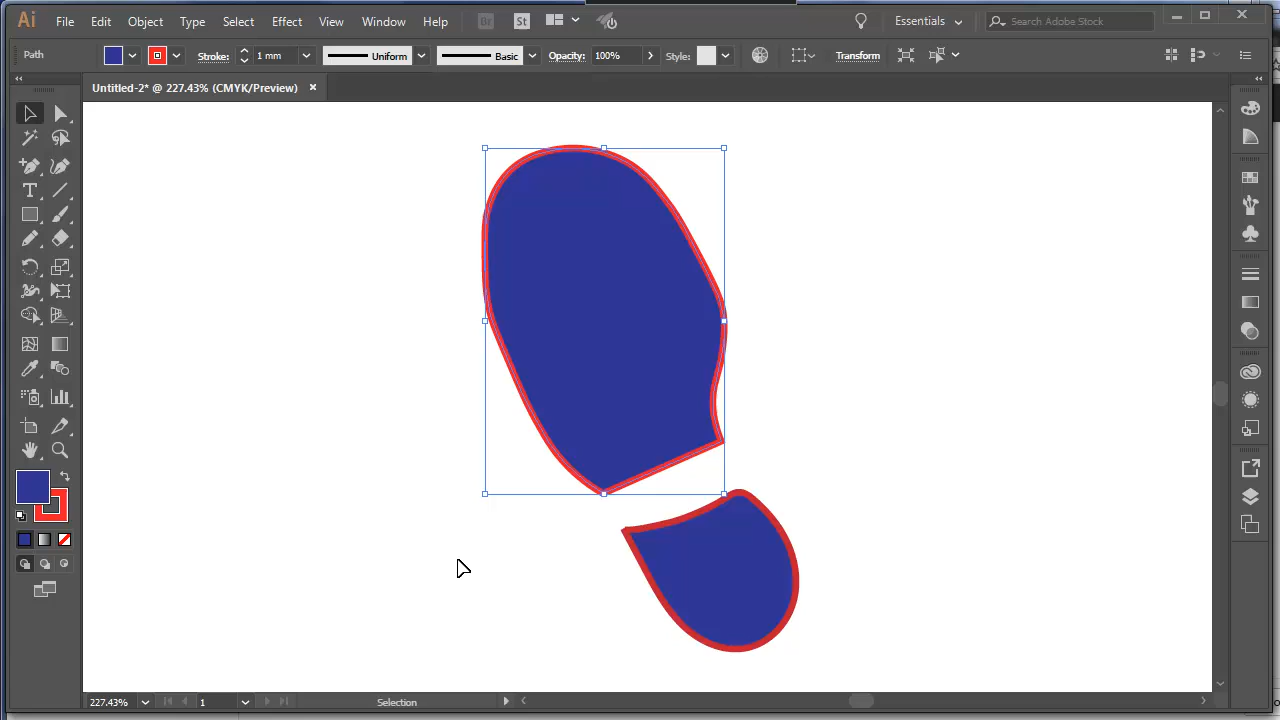 Ai File Edit Object Type Select Effect View Window Help Br St Essentials Search Adobe Stock
Path Stroke: 1 mm Uniform Basic Opacity: 100% Style: Transform
Untitled-2* @ 227.43% (CMYK/Preview) ×
T
227.43% 1 Selection